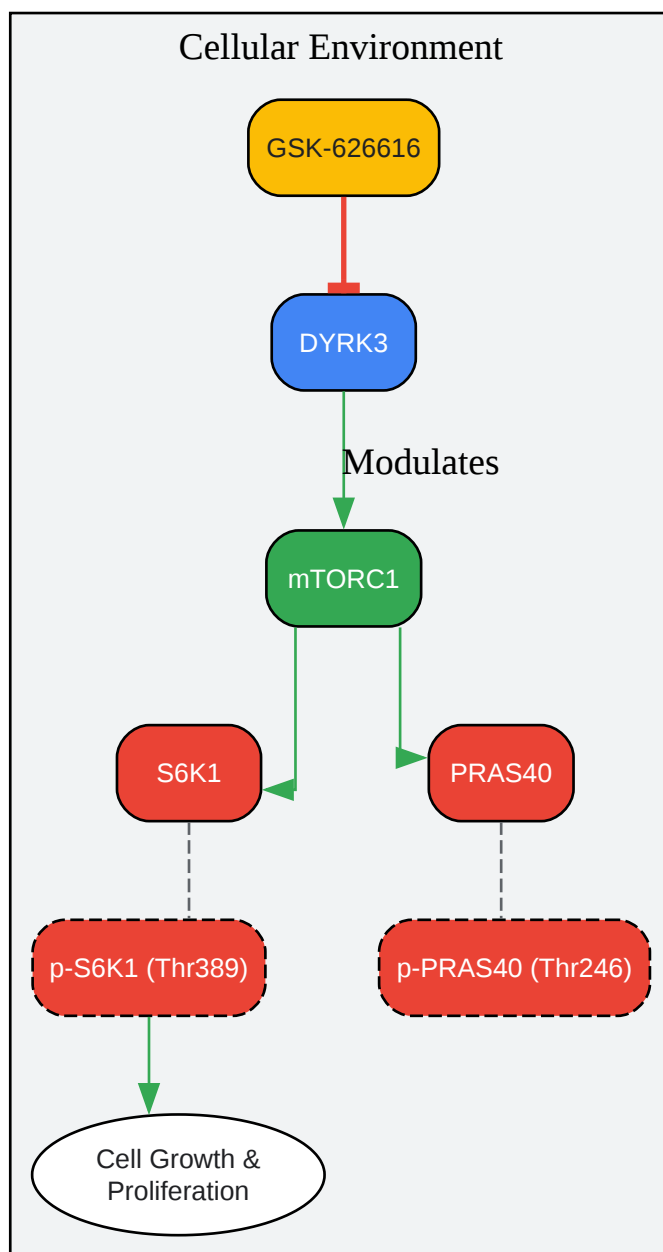 Cellular Environment
GSK-626616
DYRK3
Modulates
mTORC1
S6K1
PRAS40
p-S6K1 (Thr389)
p-PRAS40 (Thr246)
Cell Growth &
Proliferation